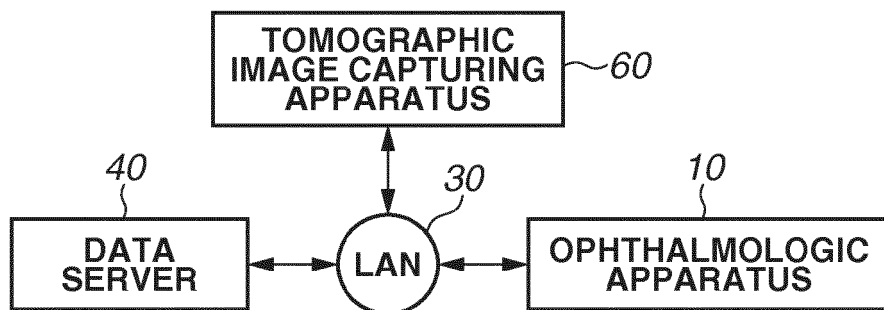 TOMOGRAPHIC
IMAGE CAPTURING
APPARATUS
60
40
30
10
DATA
SERVER
LAN
OPHTHALMOLOGIC
APPARATUS